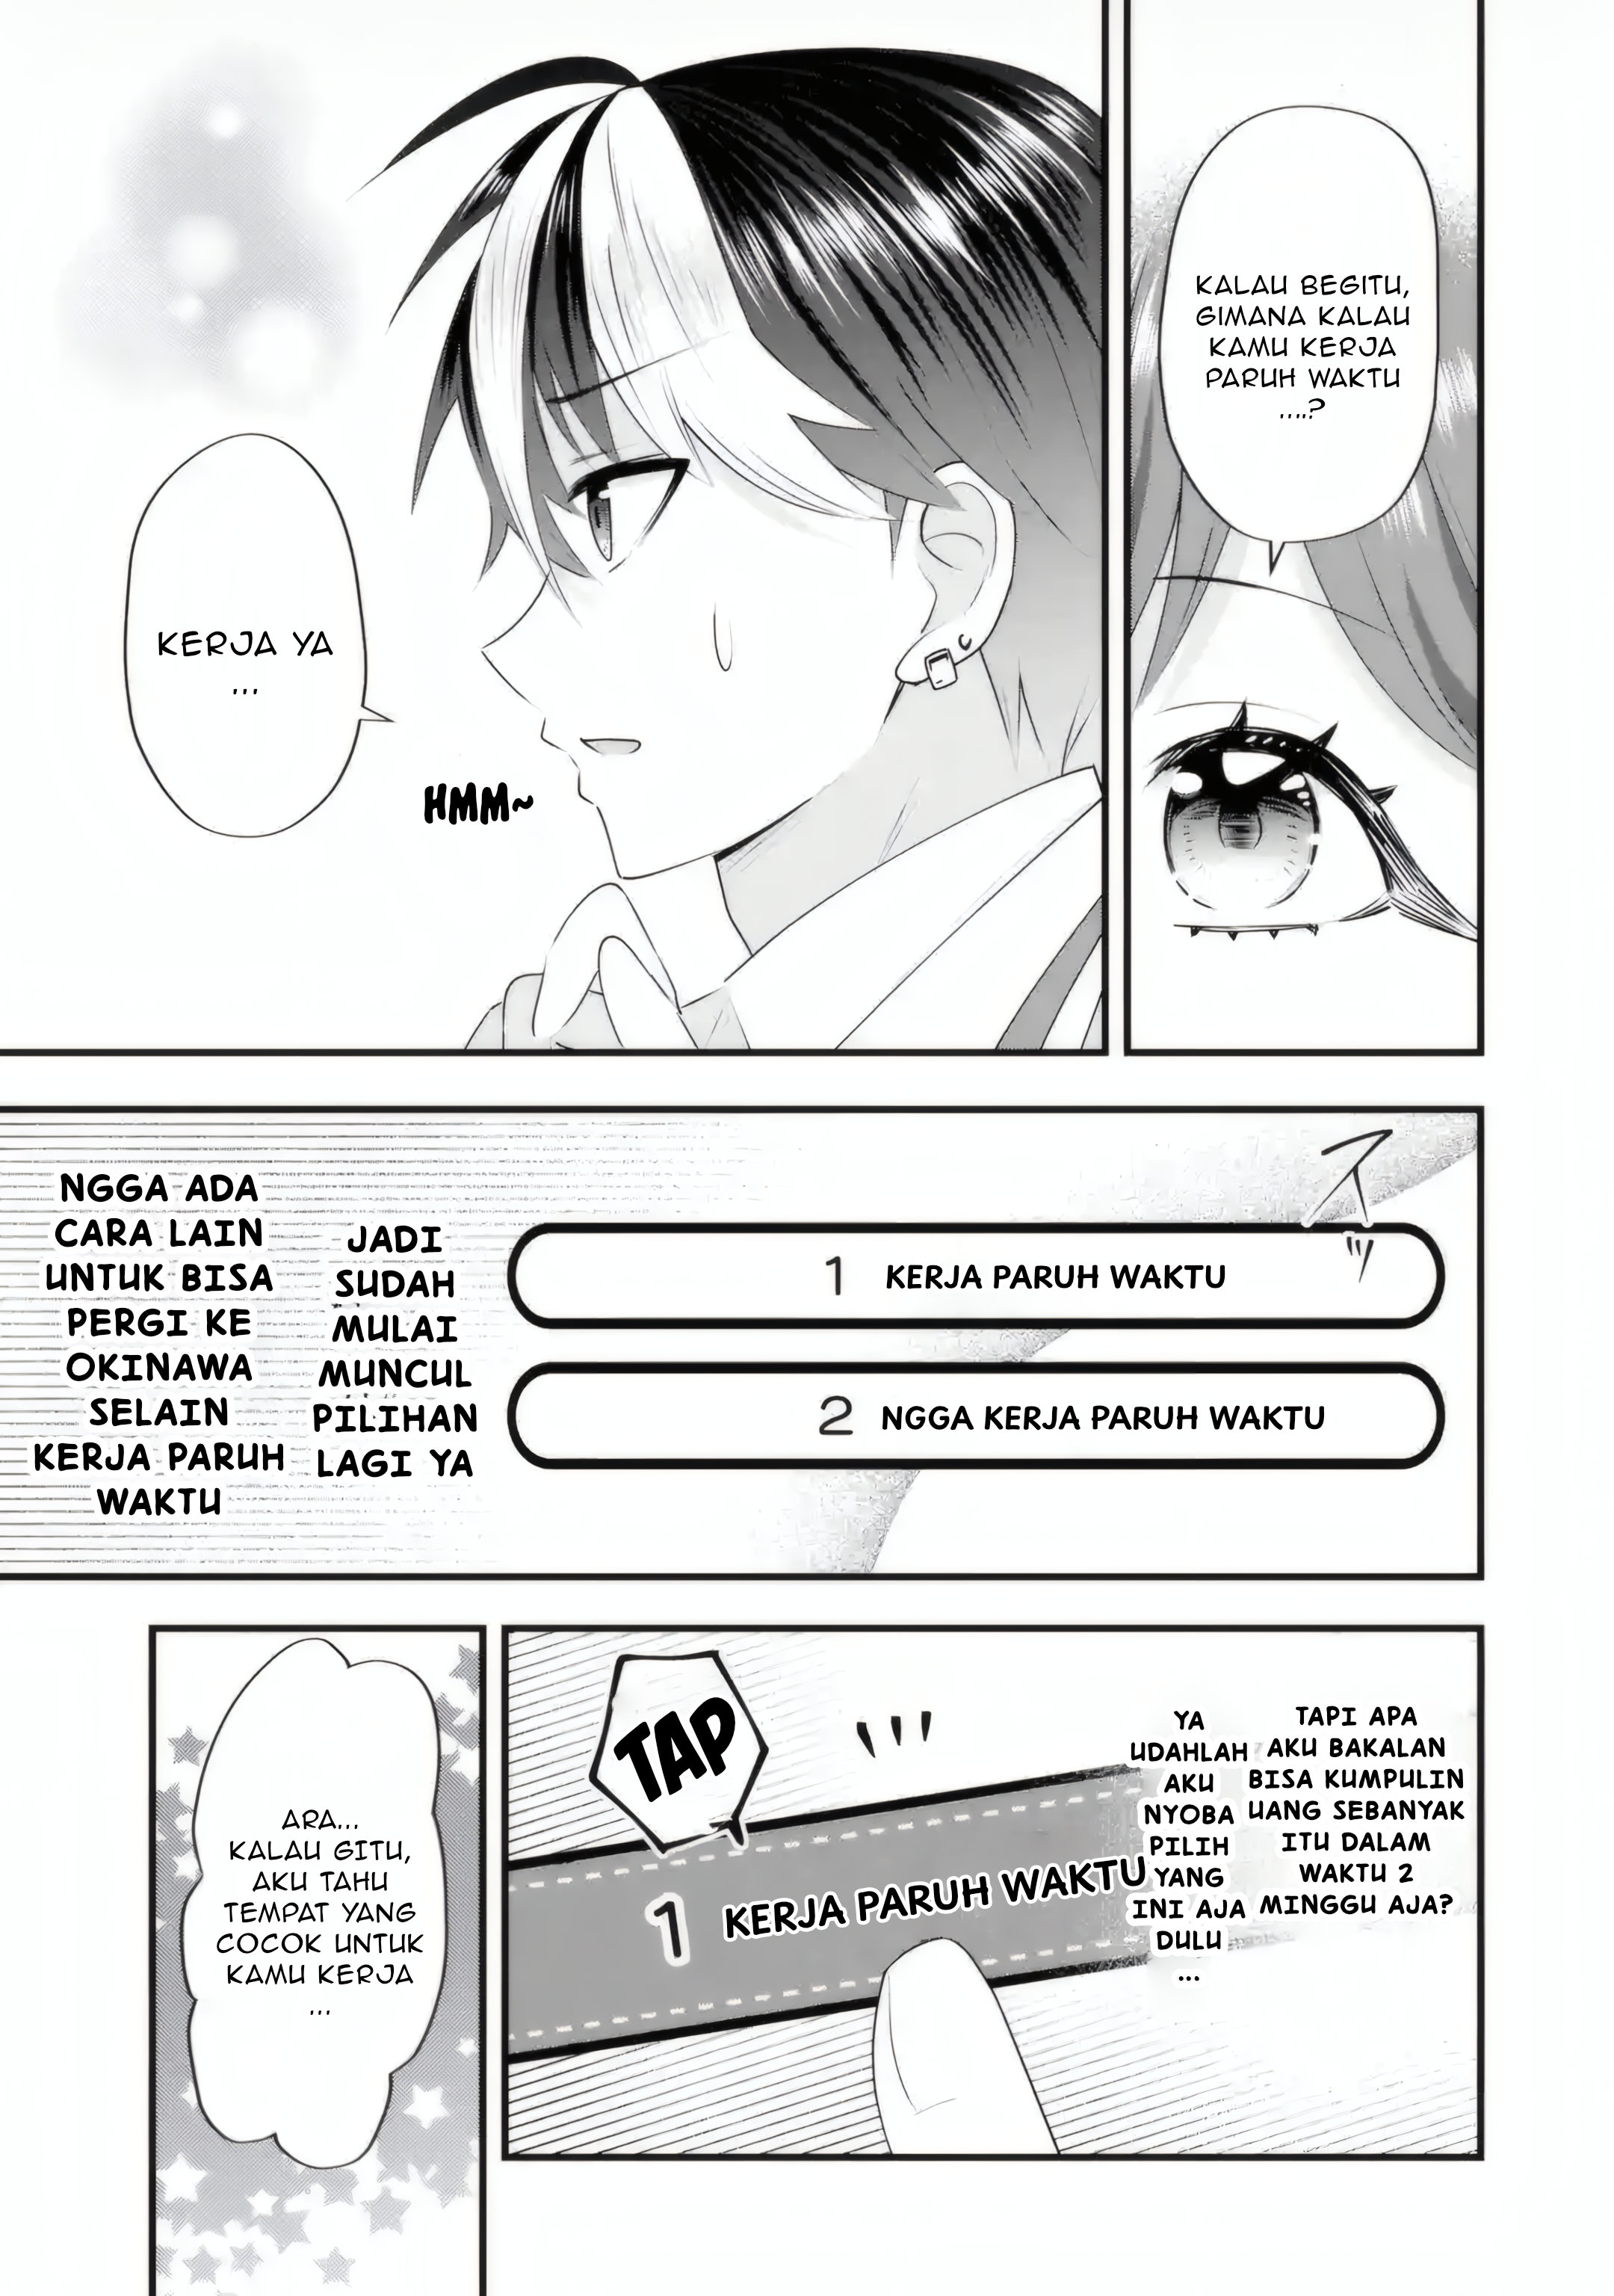 KALAU BEGITU,
GIMANA KALAU
KAMU KERJA
PARUH WAKTU
....?
KERJA YA
...
HMM~
スッ
1 KERJA PARUH WAKTU
2 NGGA KERJA PARUH WAKTU
JADI
SUDAH
MULAI
MUNCUL
PILIHAN
LAGI YA
NGGA ADA
CARA LAIN
UNTUK BISA
PERGI KE
OKINAWA
SELAIN
KERJA PARUH
WAKTU
TAPI APA
AKU BAKALAN
BISA KUMPULIN
UANG SEBANYAK
ITU DALAM
WAKTU 2
MINGGU AJA?
YA
UDAHLAH
AKU
NYOBA
PILIH
YANG
INI AJA
DULU
...
TAP
1 KERJA PARUH WAKTU
ARA...
KALAU GITU,
AKU TAHU
TEMPAT YANG
COCOK UNTUK
KAMU KERJA
...